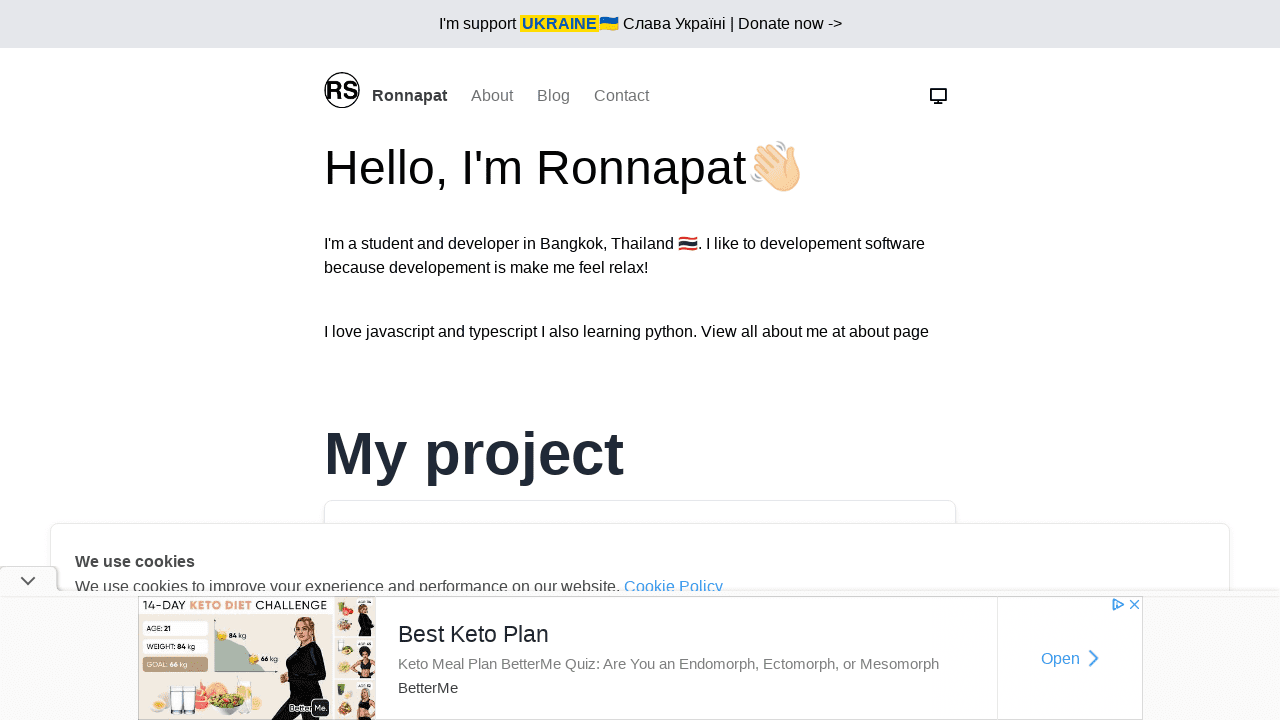 I'm support UKRAINE🇺🇦 Слава Україні | Donate now ->
RS
Ronnapat About Blog Contact
Hello, I'm Ronnapat👋🏻
I'm a student and developer in Bangkok, Thailand 🇹🇭. I like to developement software
because developement is make me feel relax!
I love javascript and typescript I also learning python. View all about me at about page
My project
We use cookies
We use cookies to improve your experience and performance on our website. Cookie Policy
14-DAY KETO DIET CHALLENGE
AGE: 21
WEIGHT: 84 kg
GOAL: 66 kg
84 kg
66 kg
BetterMe.
Best Keto Plan
Keto Meal Plan BetterMe Quiz: Are You an Endomorph, Ectomorph, or Mesomorph
BetterMe
Open